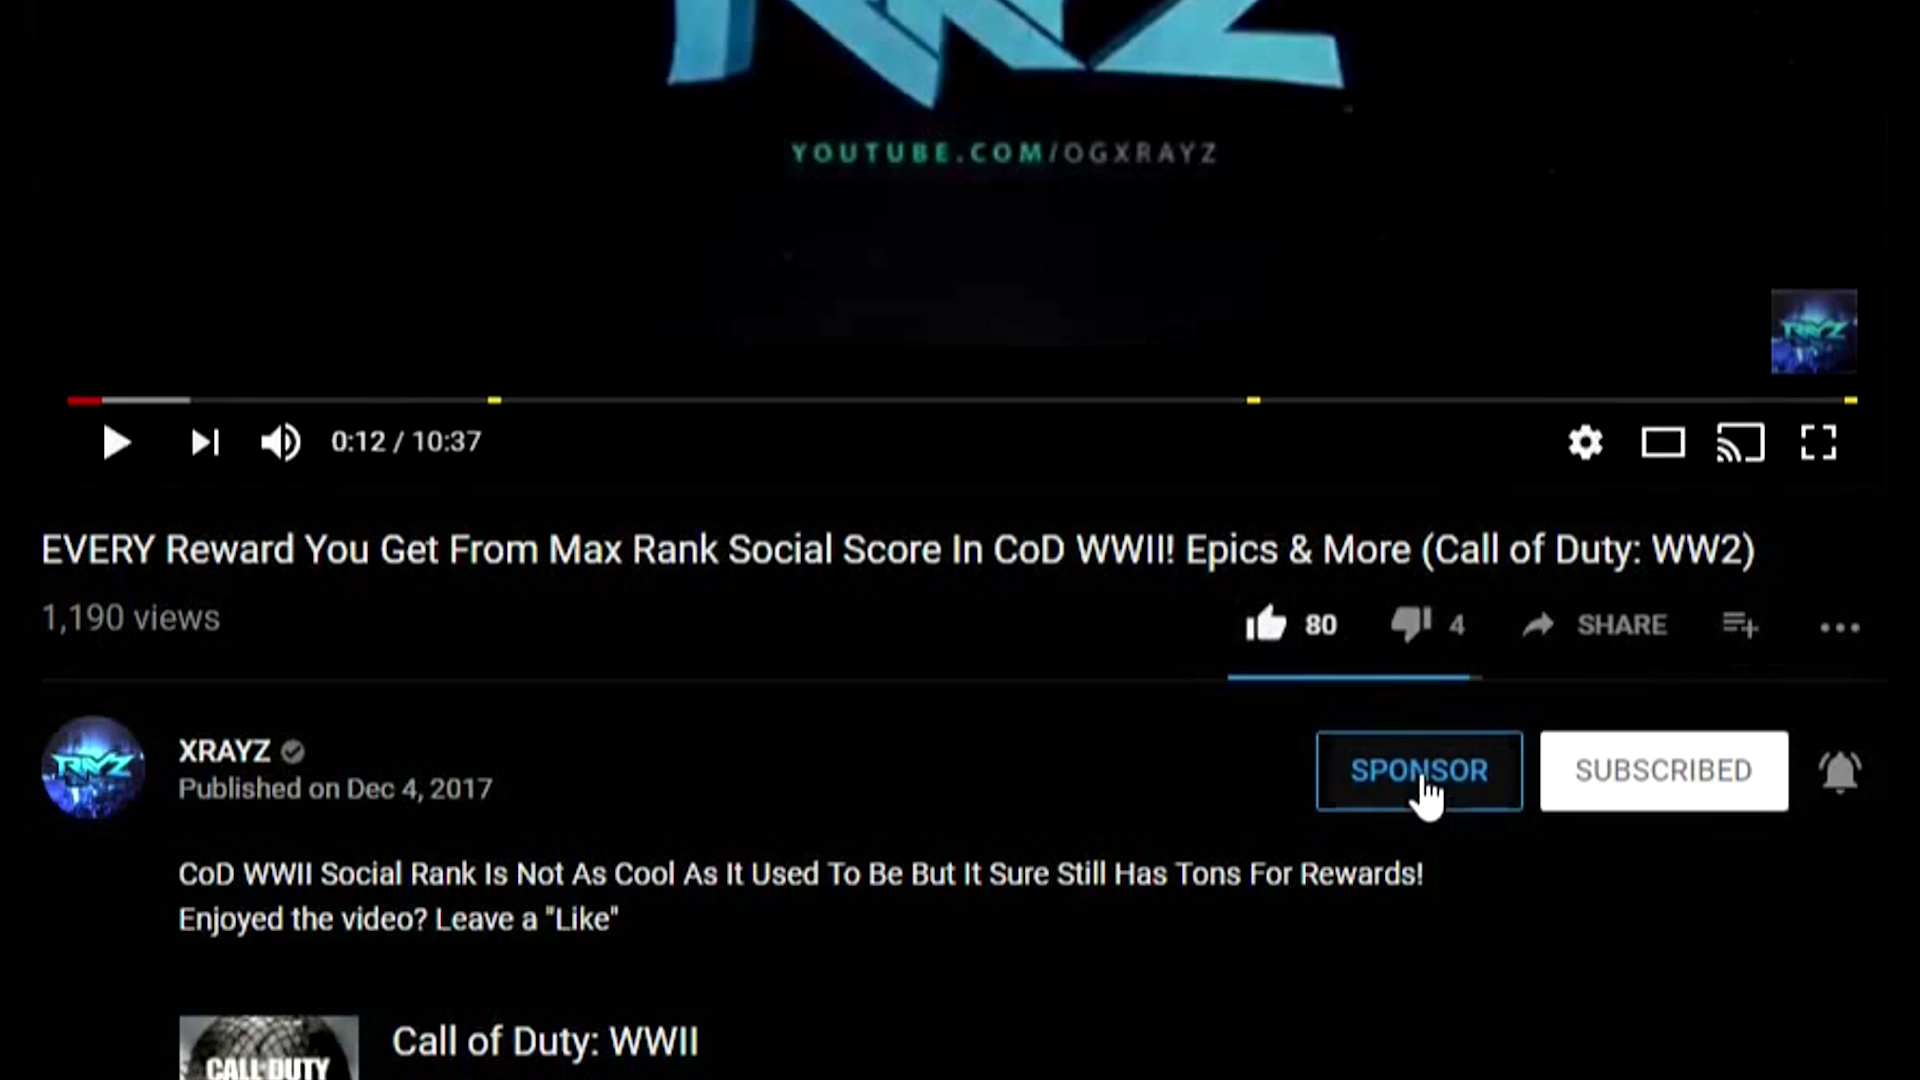 YOUTUBE.COM/OGXRAYZ
0:12 / 10:37
EVERY Reward You Get From Max Rank Social Score In CoD WWII! Epics & More (Call of Duty: WW2)
1,190 views
80
4
SHARE
XRAYZ
SPONSOR
SUBSCRIBED
Published on Dec 4, 2017
CoD WWII Social Rank Is Not As Cool As It Used To Be But It Sure Still Has Tons For Rewards!
Enjoyed the video? Leave a "Like"
Call of Duty: WWII
CALL DUTY